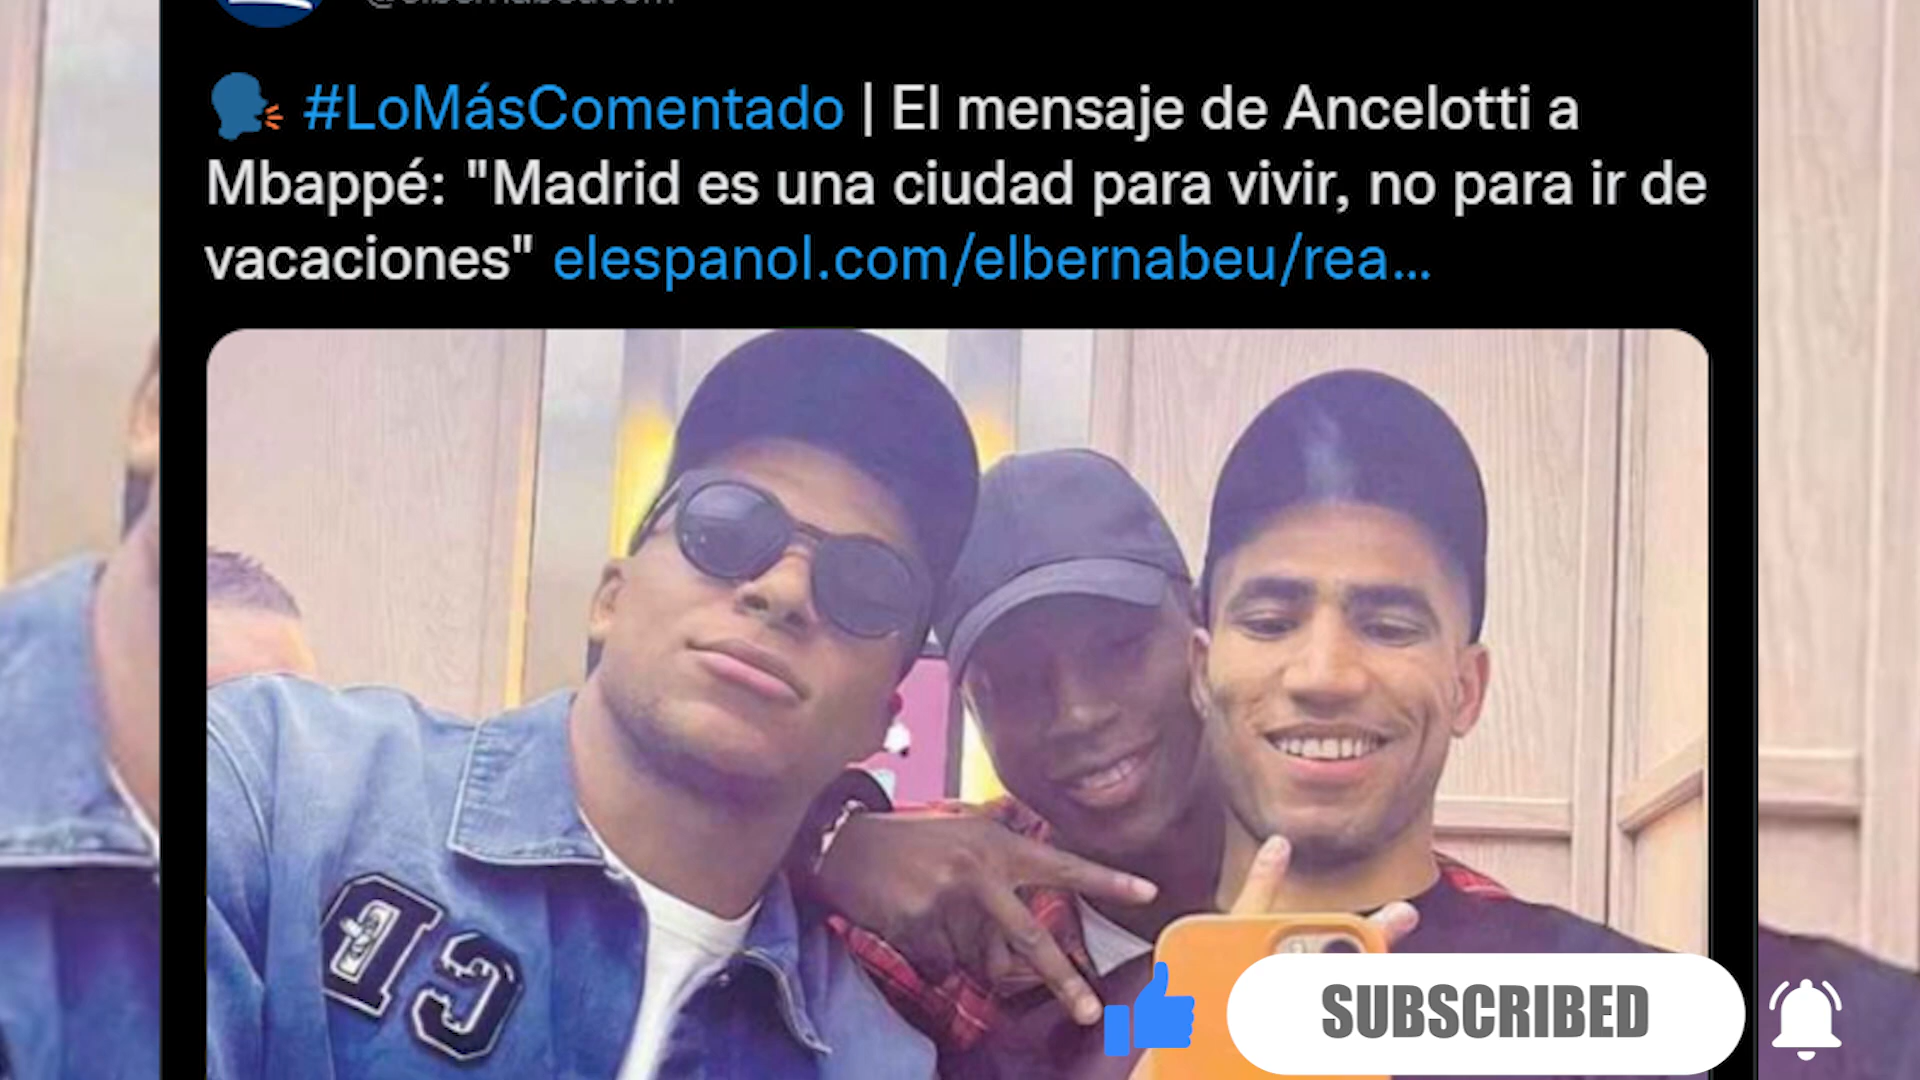 @elbernabeucom
#LoMásComentado | El mensaje de Ancelotti a
Mbappé: "Madrid es una ciudad para vivir, no para ir de
vacaciones" elespanol.com/elbernabeu/rea...
SUBSCRIBED